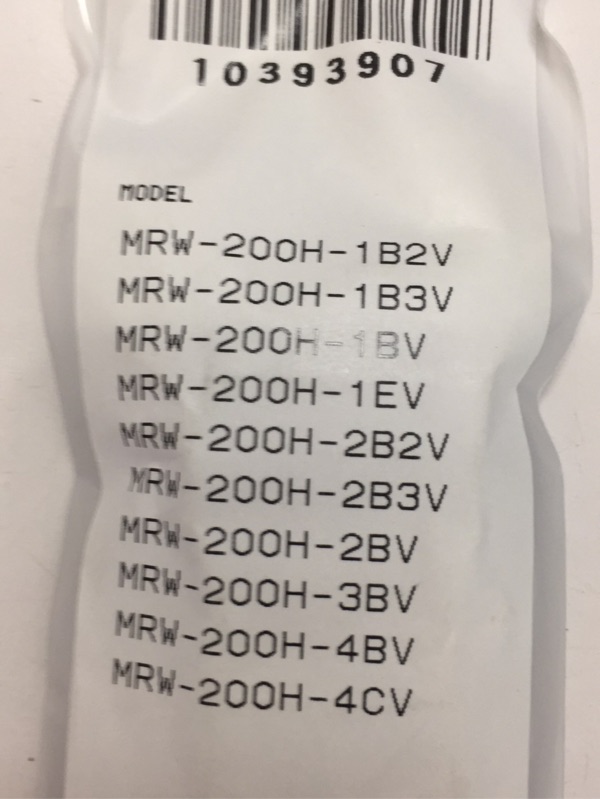 10393907
MODEL
MRW-200H-1B2V
MRW-200H-1B3V
MRW-200H-1BV
MRW-200H-1EV
MRW-200H-2B2V
MRW-200H-2B3V
MRW-200H-2BV
MRW-200H-3BV
MRW-200H-4BV
MRW-200H-4CV